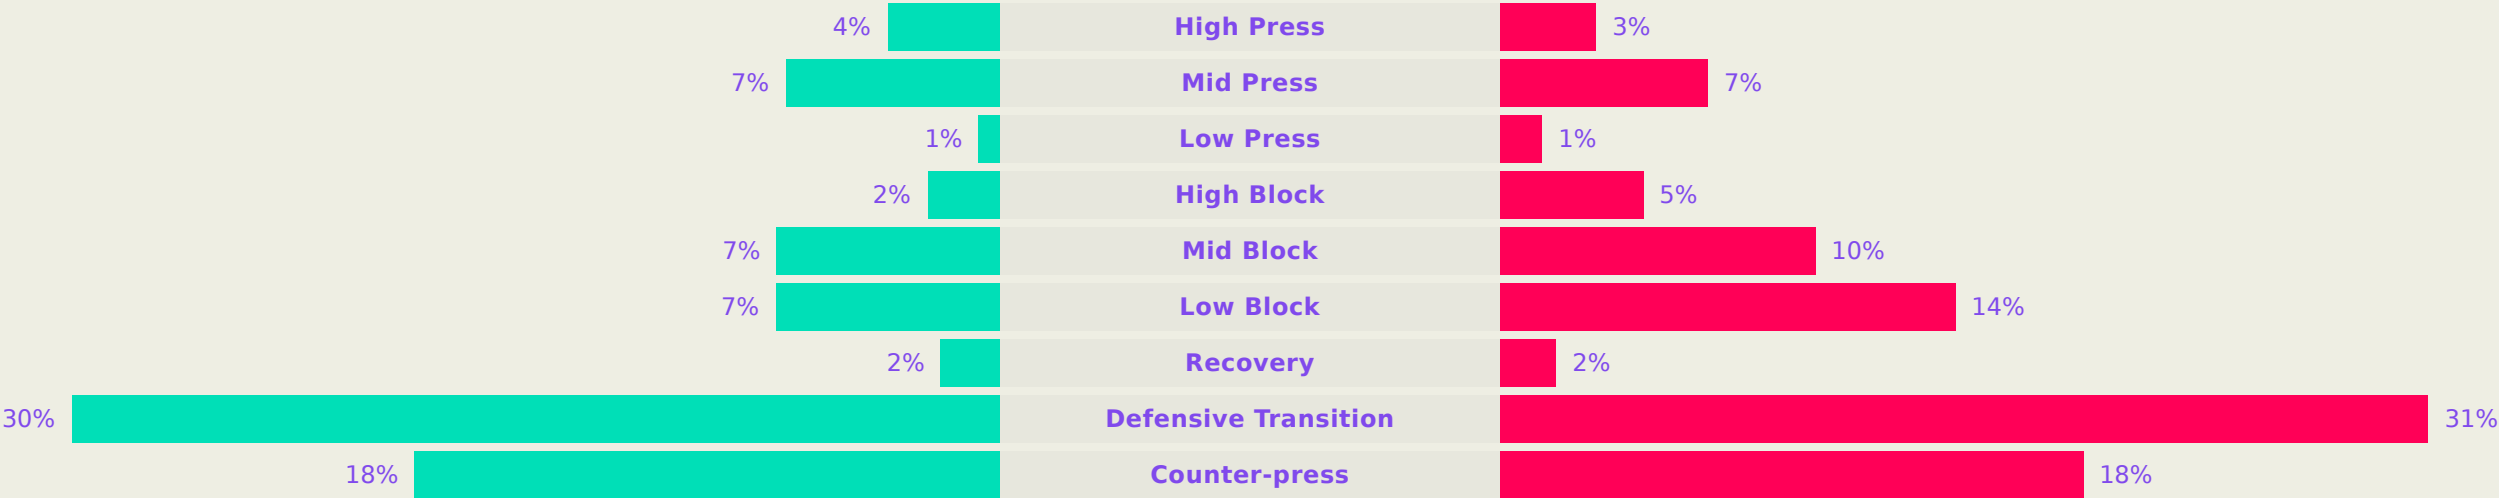 4% High Press 3%
7% Mid Press 7%
1% Low Press 1%
2% High Block 5%
7% Mid Block 10%
7% Low Block 14%
2% Recovery 2%
30% Defensive Transition 31%
18% Counter-press 18%